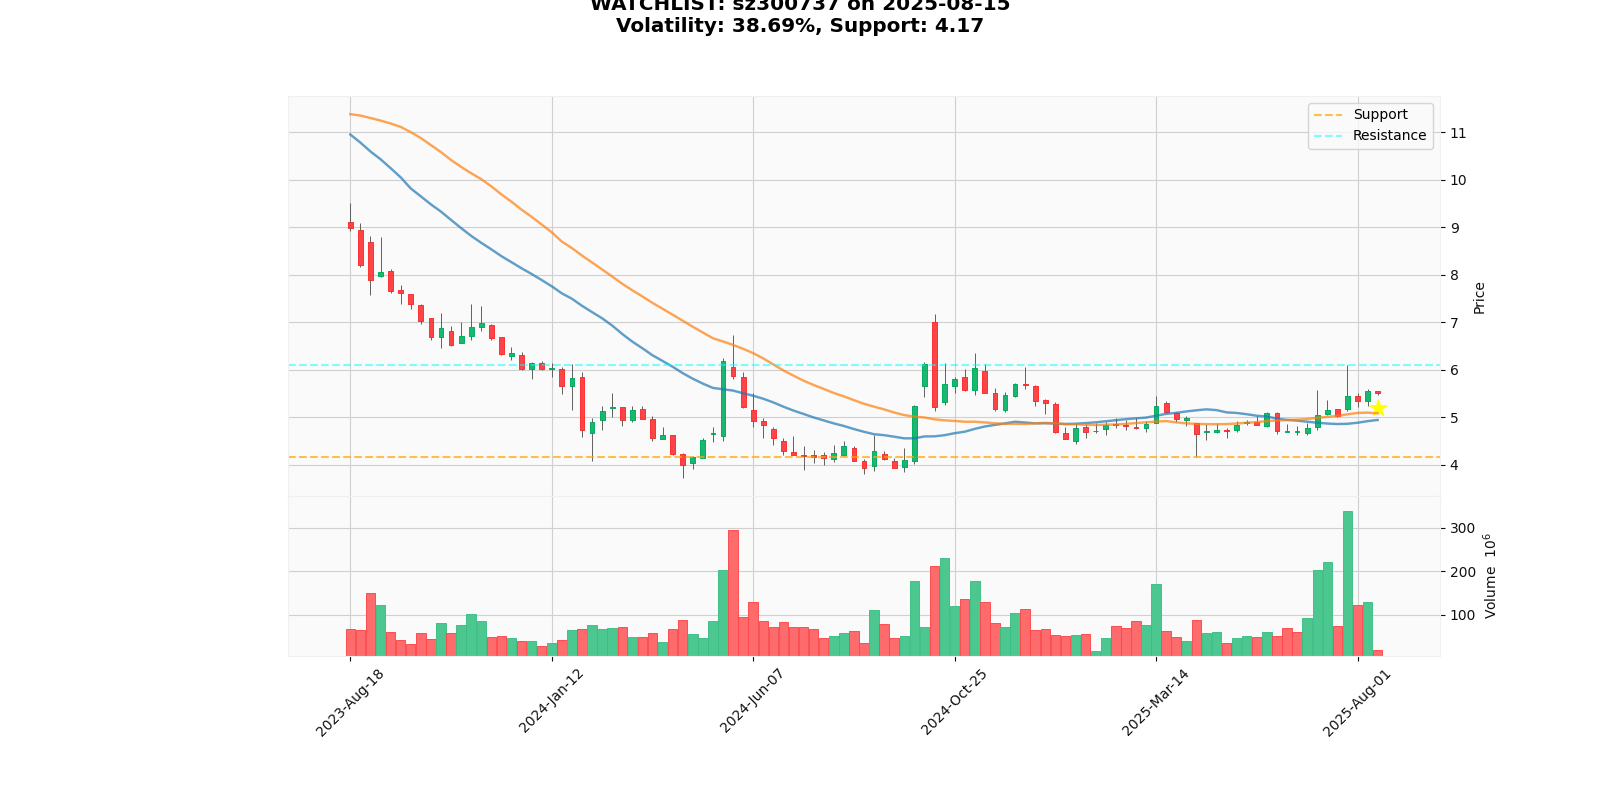 WATCHLIST: sz300737 on 2025-08-15
Volatility: 38.69%, Support: 4.17
Support
Resistance
11
10
9
8
7
6
5
4
Price
300
200
100
Volume 10⁶
2023-Aug-18
2024-Jan-12
2024-Jun-07
2024-Oct-25
2025-Mar-14
2025-Aug-01